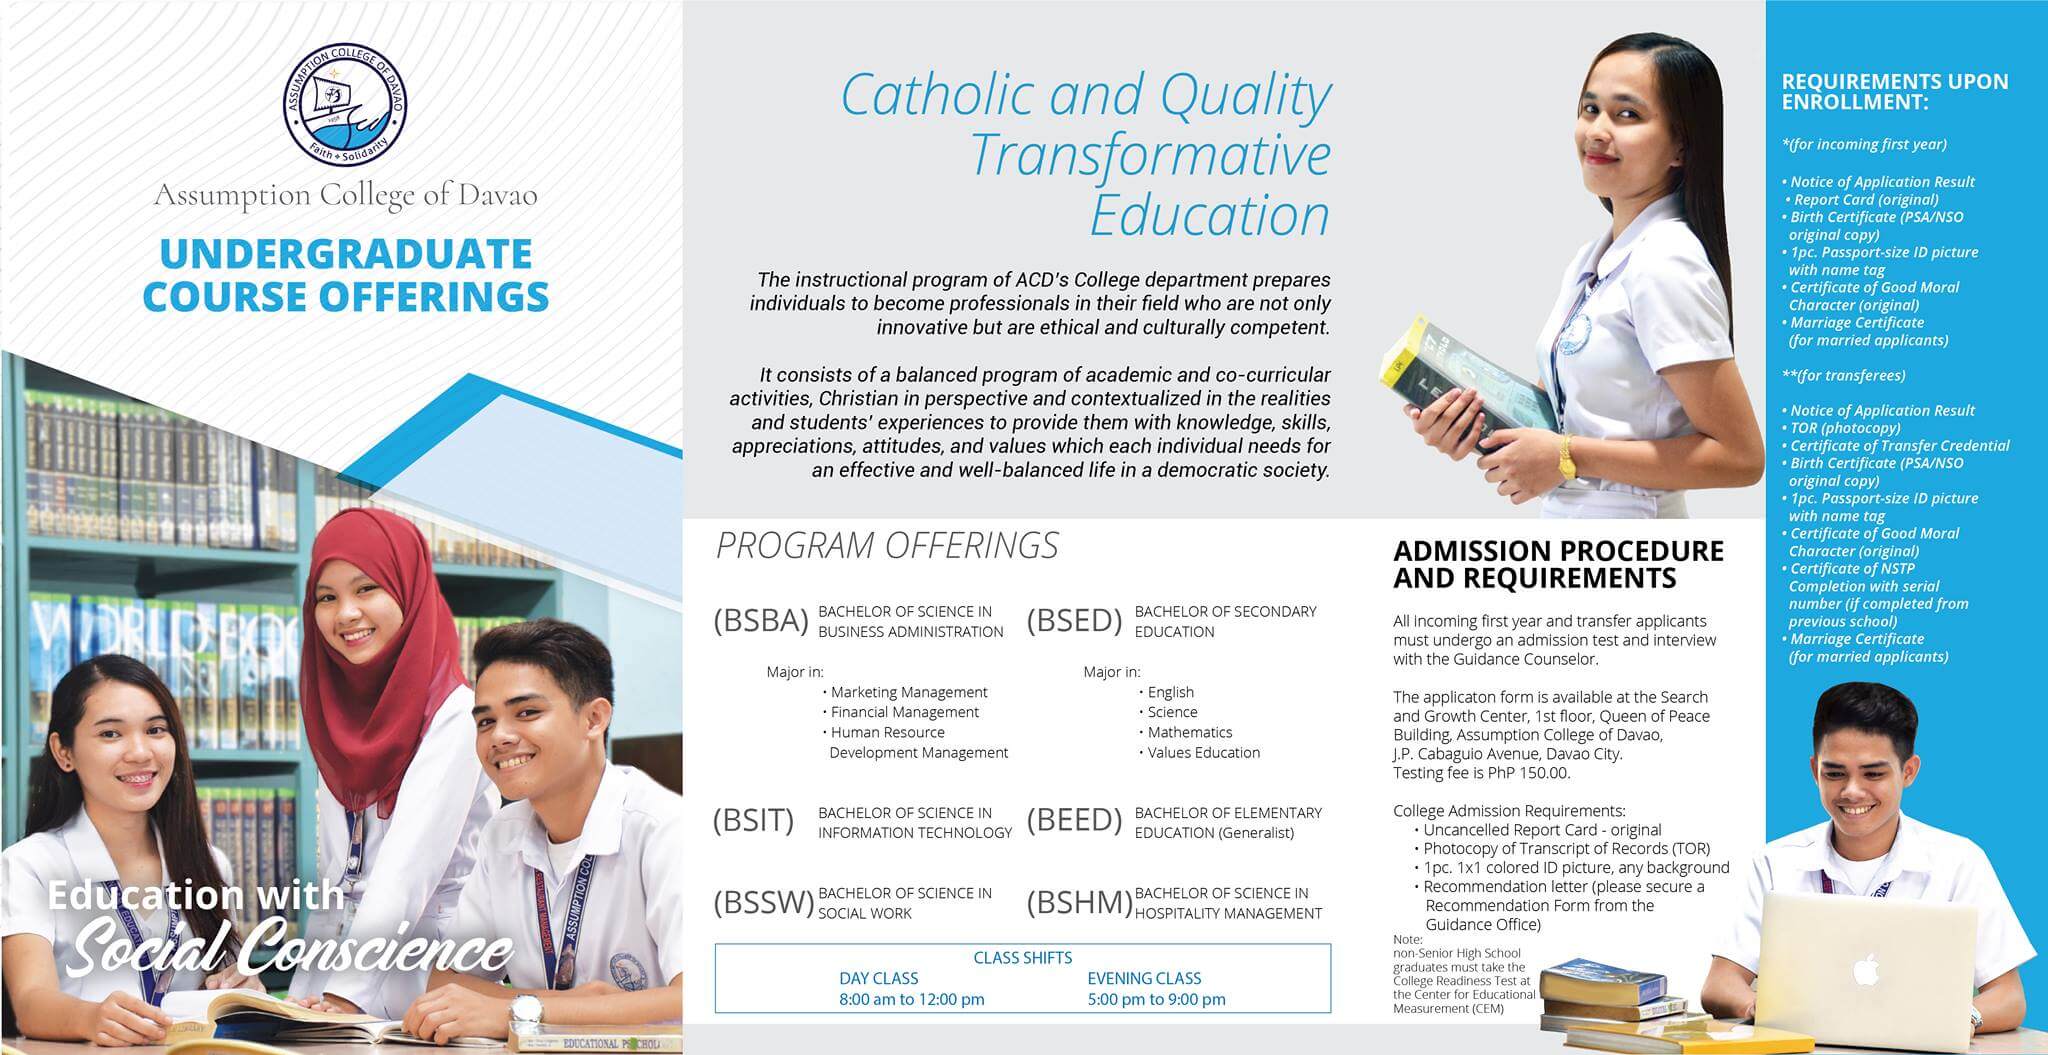 ASSUMPTION COLLEGE OF DAVAO
1958
Faith + Solidarity
Assumption College of Davao
UNDERGRADUATE
COURSE OFFERINGS
WORLD BOOK
Education with
Social Conscience
ASSUMPTION COL
EDUCATIONAL PSYCHOL
Catholic and Quality
Transformative
Education
The instructional program of ACD's College department prepares
individuals to become professionals in their field who are not only
innovative but are ethical and culturally competent.
It consists of a balanced program of academic and co-curricular
activities, Christian in perspective and contextualized in the realities
and students' experiences to provide them with knowledge, skills,
appreciations, attitudes, and values which each individual needs for
an effective and well-balanced life in a democratic society.
PROGRAM OFFERINGS
(BSBA) BACHELOR OF SCIENCE IN
BUSINESS ADMINISTRATION
Major in:
• Marketing Management
• Financial Management
• Human Resource
Development Management
(BSED) BACHELOR OF SECONDARY
EDUCATION
Major in:
• English
• Science
• Mathematics
• Values Education
(BSIT) BACHELOR OF SCIENCE IN
INFORMATION TECHNOLOGY
(BEED) BACHELOR OF ELEMENTARY
EDUCATION (Generalist)
(BSSW) BACHELOR OF SCIENCE IN
SOCIAL WORK
(BSHM) BACHELOR OF SCIENCE IN
HOSPITALITY MANAGEMENT
CLASS SHIFTS
DAY CLASS
8:00 am to 12:00 pm
EVENING CLASS
5:00 pm to 9:00 pm
ADMISSION PROCEDURE
AND REQUIREMENTS
All incoming first year and transfer applicants
must undergo an admission test and interview
with the Guidance Counselor.
The applicaton form is available at the Search
and Growth Center, 1st floor, Queen of Peace
Building, Assumption College of Davao,
J.P. Cabaguio Avenue, Davao City.
Testing fee is PhP 150.00.
College Admission Requirements:
• Uncancelled Report Card - original
• Photocopy of Transcript of Records (TOR)
• 1pc. 1x1 colored ID picture, any background
• Recommendation letter (please secure a
Recommendation Form from the
Guidance Office)
Note:
non-Senior High School
graduates must take the
College Readiness Test at
the Center for Educational
Measurement (CEM)
REQUIREMENTS UPON
ENROLLMENT:
*(for incoming first year)
• Notice of Application Result
• Report Card (original)
• Birth Certificate (PSA/NSO
original copy)
• 1pc. Passport-size ID picture
with name tag
• Certificate of Good Moral
Character (original)
• Marriage Certificate
(for married applicants)
**(for transferees)
• Notice of Application Result
• TOR (photocopy)
• Certificate of Transfer Credential
• Birth Certificate (PSA/NSO
original copy)
• 1pc. Passport-size ID picture
with name tag
• Certificate of Good Moral
Character (original)
• Certificate of NSTP
Completion with serial
number (if completed from
previous school)
• Marriage Certificate
(for married applicants)